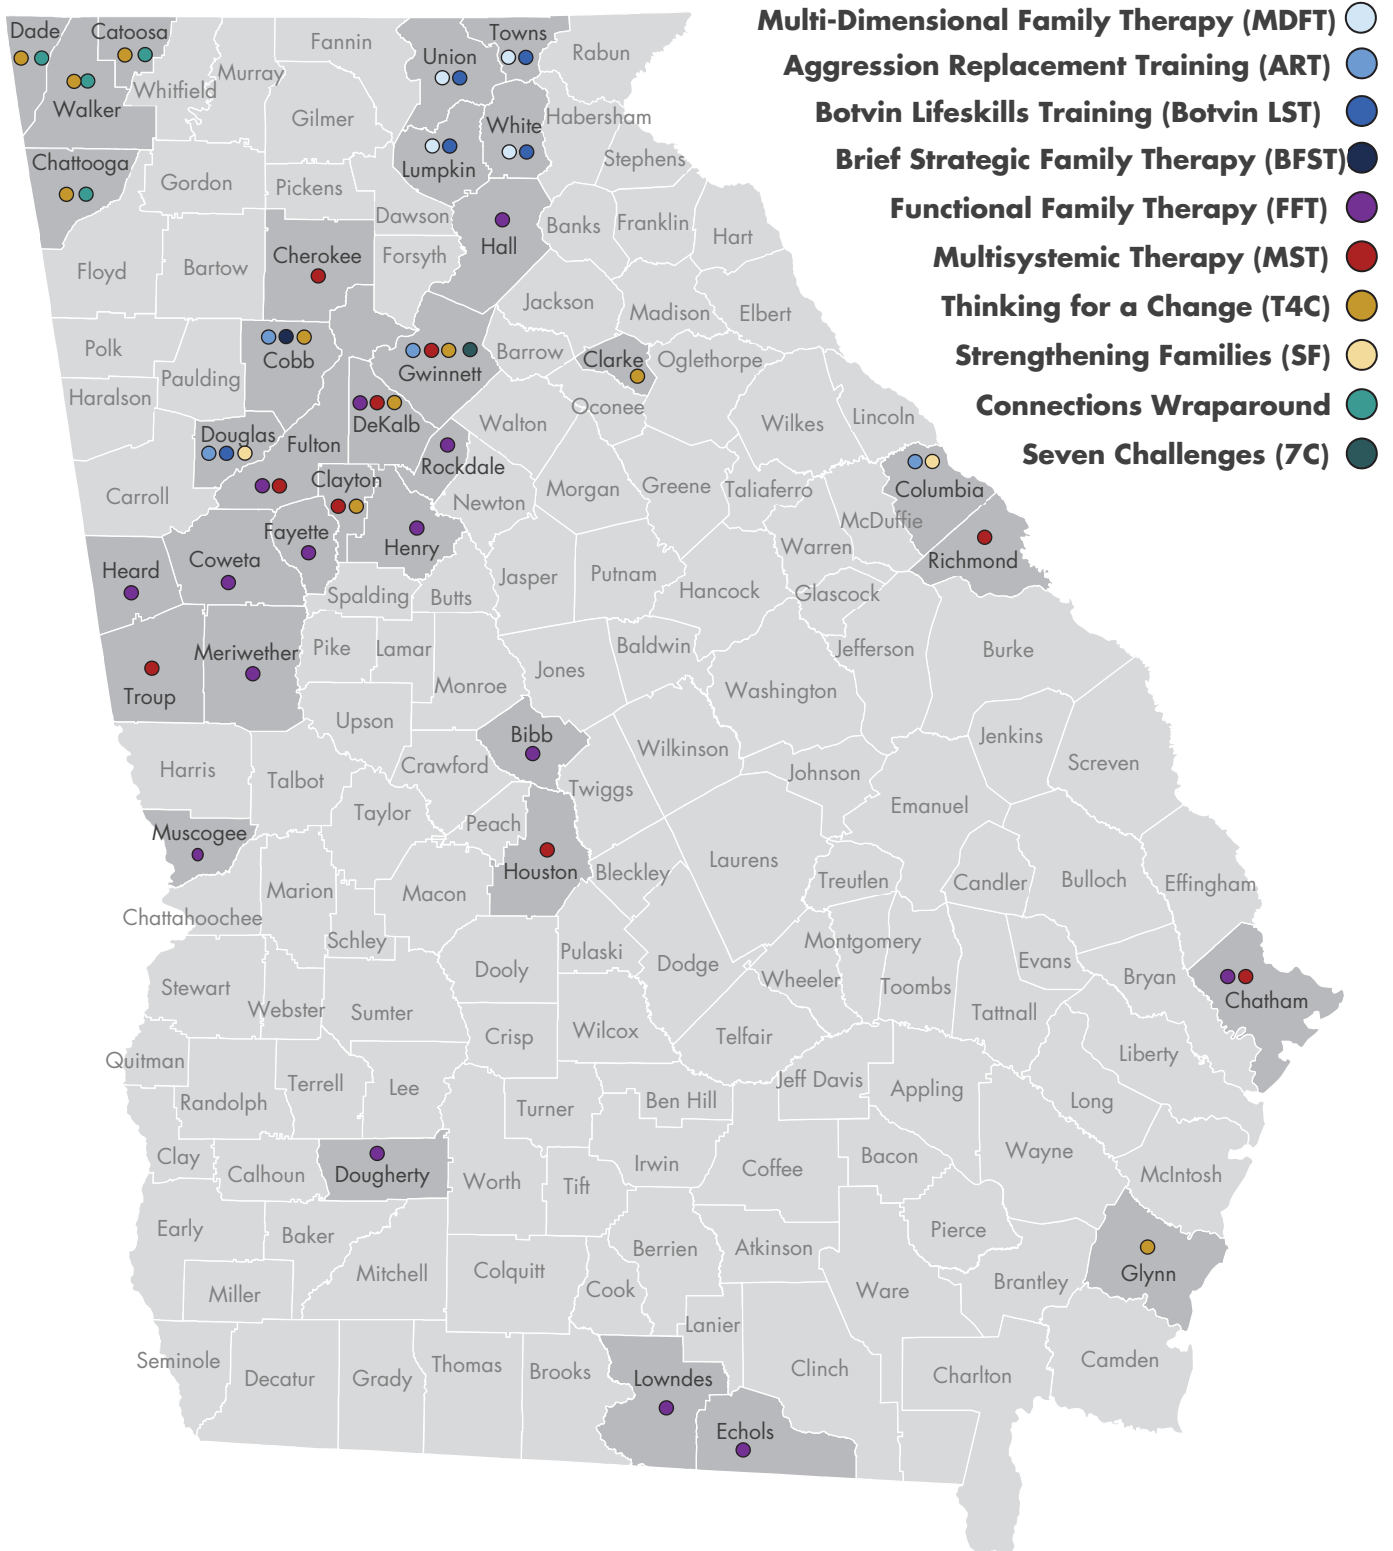 Multi-Dimensional Family Therapy (MDFT)
Aggression Replacement Training (ART)
Botvin Lifeskills Training (Botvin LST)
Brief Strategic Family Therapy (BFST)
Functional Family Therapy (FFT)
Multisystemic Therapy (MST)
Thinking for a Change (T4C)
Strengthening Families (SF)
Connections Wraparound
Seven Challenges (7C)
Dade
Catoosa
Fannin
Union
Towns
Rabun
Walker
Whitfield
Murray
Gilmer
White
Habersham
Lumpkin
Stephens
Chattooga
Gordon
Pickens
Dawson
Hall
Banks
Franklin
Hart
Floyd
Bartow
Cherokee
Forsyth
Jackson
Madison
Elbert
Polk
Paulding
Cobb
Gwinnett
Barrow
Clarke
Oglethorpe
Haralson
Oconee
Wilkes
Lincoln
Douglas
Fulton
DeKalb
Walton
Rockdale
Carroll
Clayton
Newton
Morgan
Greene
Taliaferro
Columbia
McDuffie
Fayette
Henry
Warren
Richmond
Heard
Coweta
Spalding
Butts
Jasper
Putnam
Hancock
Glascock
Troup
Meriwether
Pike
Lamar
Monroe
Jones
Baldwin
Washington
Jefferson
Burke
Upson
Bibb
Wilkinson
Jenkins
Screven
Harris
Talbot
Crawford
Twiggs
Johnson
Emanuel
Muscogee
Taylor
Peach
Houston
Bleckley
Laurens
Treutlen
Candler
Bulloch
Effingham
Chattahoochee
Marion
Macon
Schley
Dooly
Pulaski
Dodge
Montgomery
Wheeler
Toombs
Evans
Tattnall
Bryan
Chatham
Stewart
Webster
Sumter
Crisp
Wilcox
Telfair
Liberty
Quitman
Randolph
Terrell
Lee
Turner
Ben Hill
Jeff Davis
Appling
Long
Clay
Calhoun
Dougherty
Worth
Tift
Irwin
Coffee
Bacon
Wayne
McIntosh
Early
Baker
Mitchell
Colquitt
Berrien
Atkinson
Pierce
Glynn
Miller
Cook
Ware
Brantley
Lanier
Seminole
Decatur
Grady
Thomas
Brooks
Lowndes
Clinch
Charlton
Camden
Echols